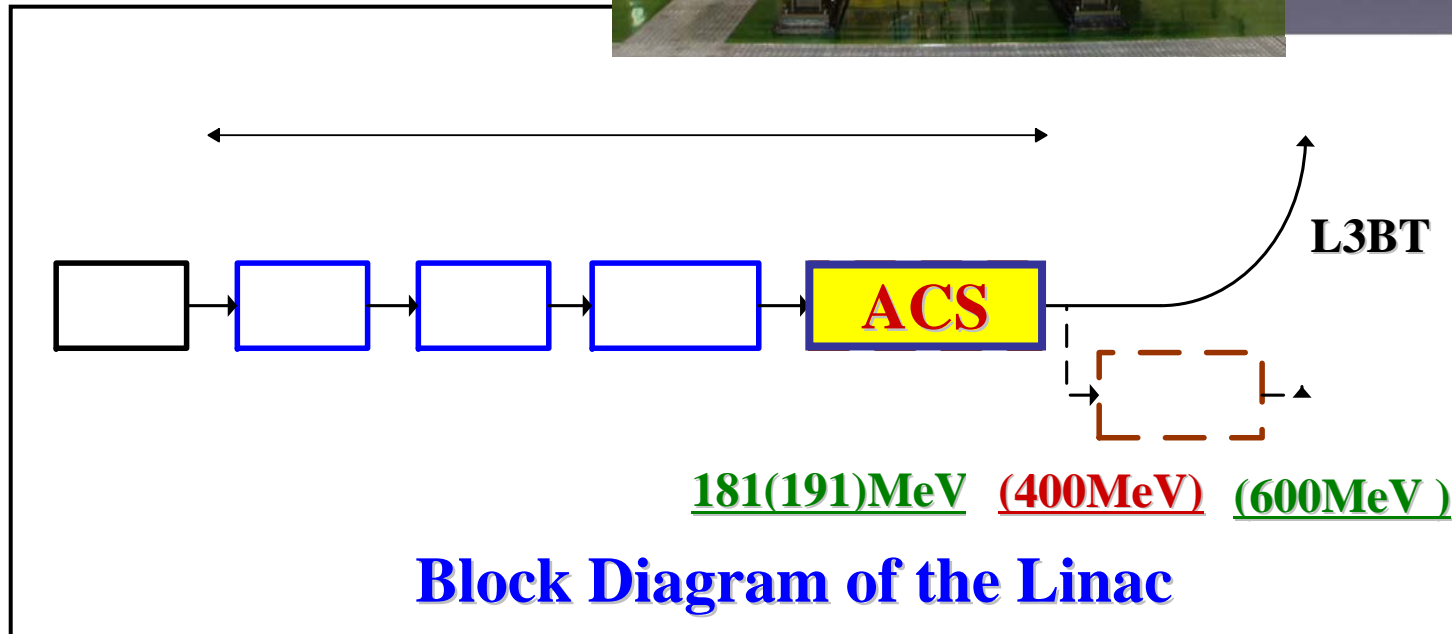 L3BT
ACS
181(191)MeV (400MeV) (600MeV )
Block Diagram of the Linac